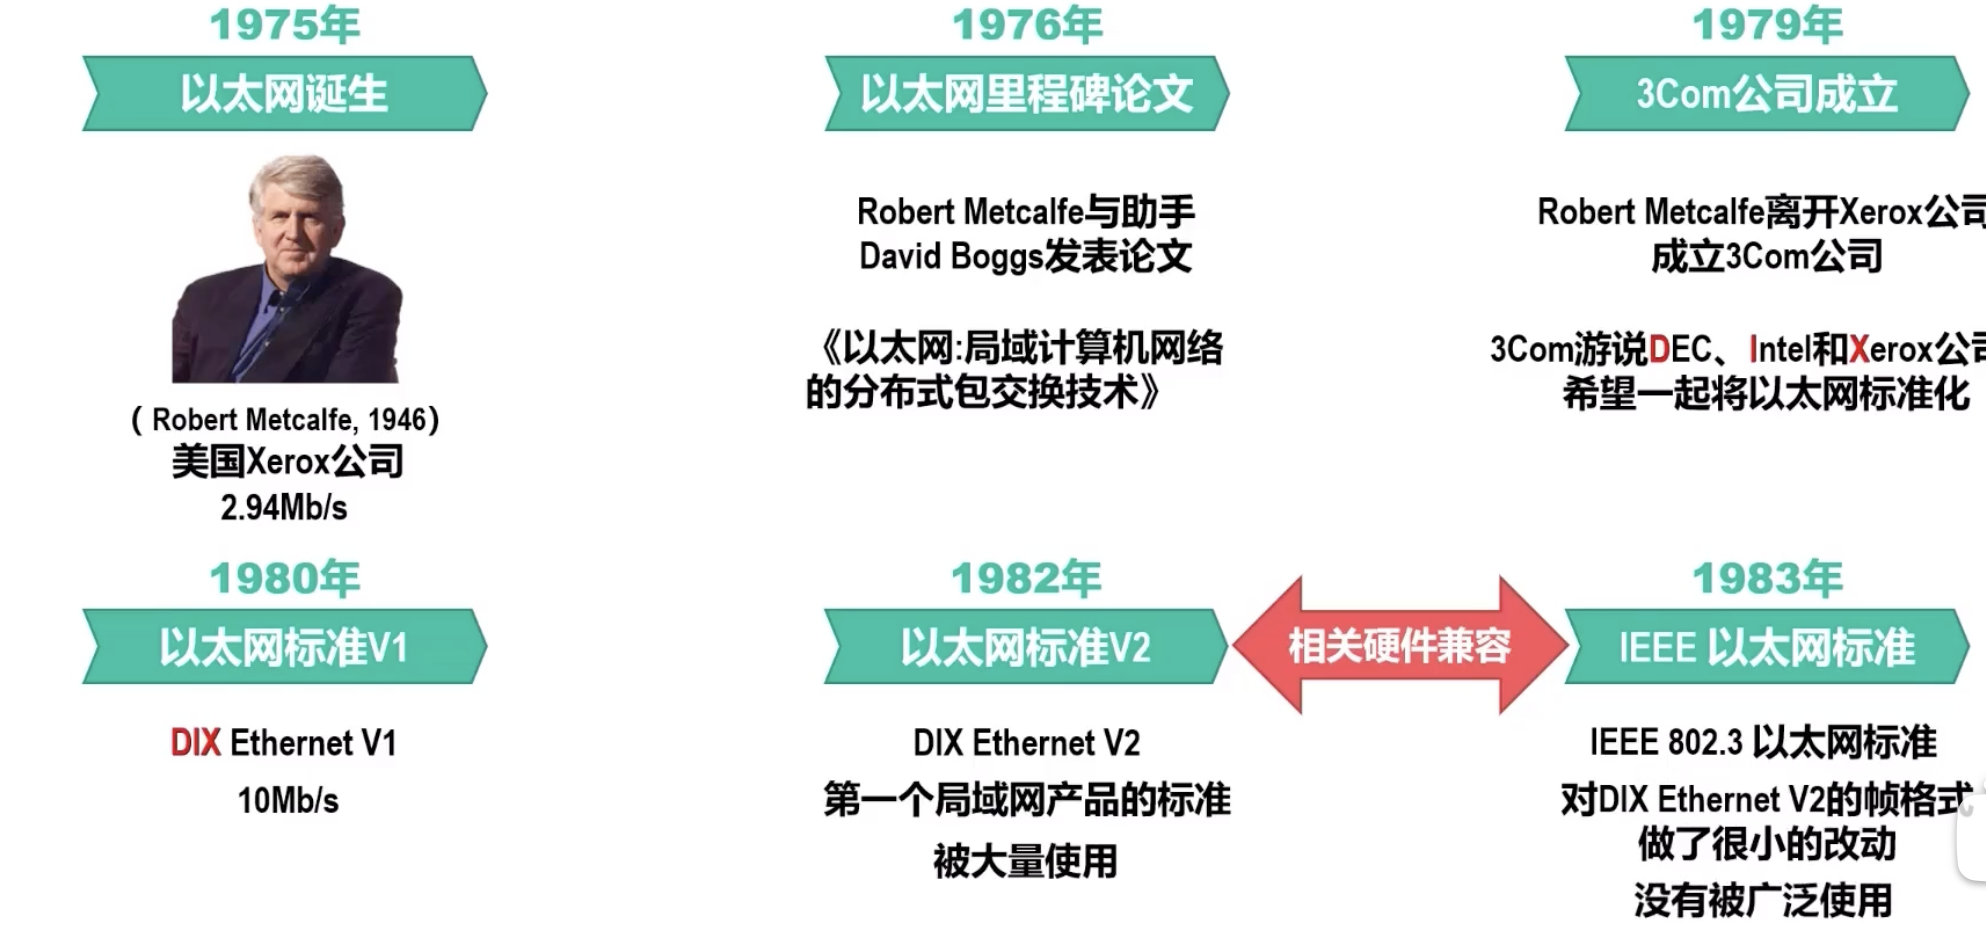 1975年
以太网诞生
(Robert Metcalfe, 1946)
美国Xerox公司
2.94Mb/s
1976年
以太网里程碑论文
Robert Metcalfe与助手
David Boggs发表论文
《以太网:局域计算机网络
的分布式包交换技术》
1979年
3Com公司成立
Robert Metcalfe离开Xerox公司
成立3Com公司
3Com游说DEC、Intel和Xerox公司
希望一起将以太网标准化
1980年
以太网标准V1
DIX Ethernet V1
10Mb/s
1982年
以太网标准V2
DIX Ethernet V2
第一个局域网产品的标准
被大量使用
相关硬件兼容
1983年
IEEE 以太网标准
IEEE 802.3 以太网标准
对DIX Ethernet V2的帧格式
做了很小的改动
没有被广泛使用